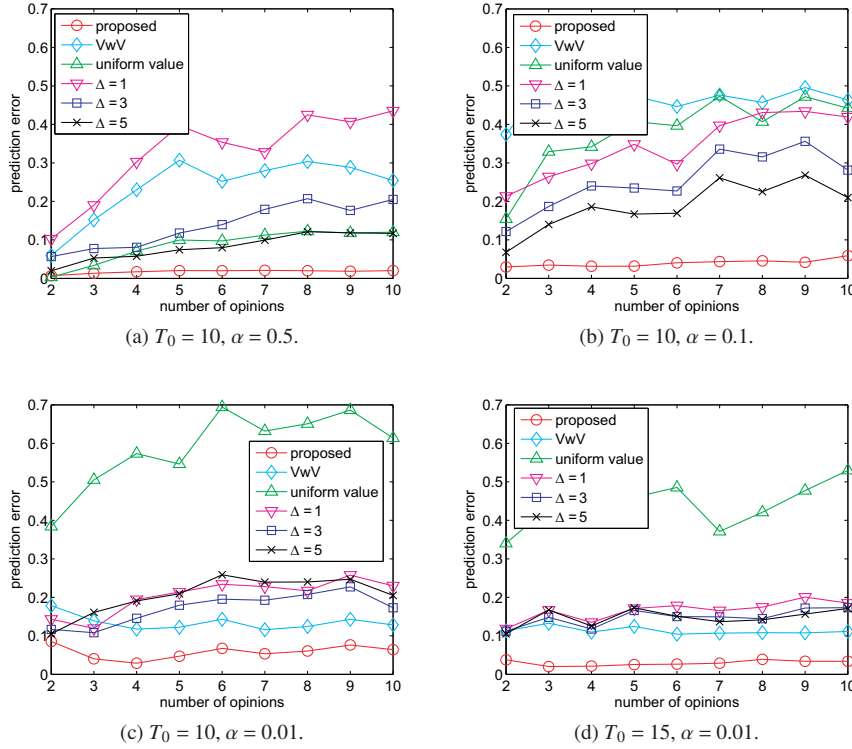 proposed
VwV
uniform value
Δ = 1
Δ = 3
Δ = 5
0.7
0.6
0.5
0.4
0.3
0.2
0.1
0
prediction error
2 3 4 5 6 7 8 9 10
number of opinions
(a) T0 = 10, α = 0.5.
proposed
VwV
uniform value
Δ = 1
Δ = 3
Δ = 5
0.7
0.6
0.5
0.4
0.3
0.2
0.1
0
prediction error
2 3 4 5 6 7 8 9 10
number of opinions
(b) T0 = 10, α = 0.1.
0.7
0.6
0.5
0.4
0.3
0.2
0.1
0
prediction error
proposed
VwV
uniform value
Δ = 1
Δ = 3
Δ = 5
2 3 4 5 6 7 8 9 10
number of opinions
(c) T0 = 10, α = 0.01.
0.7
0.6
0.5
0.4
0.3
0.2
0.1
0
prediction error
proposed
VwV
uniform value
Δ = 1
Δ = 3
Δ = 5
2 3 4 5 6 7 8 9 10
number of opinions
(d) T0 = 15, α = 0.01.